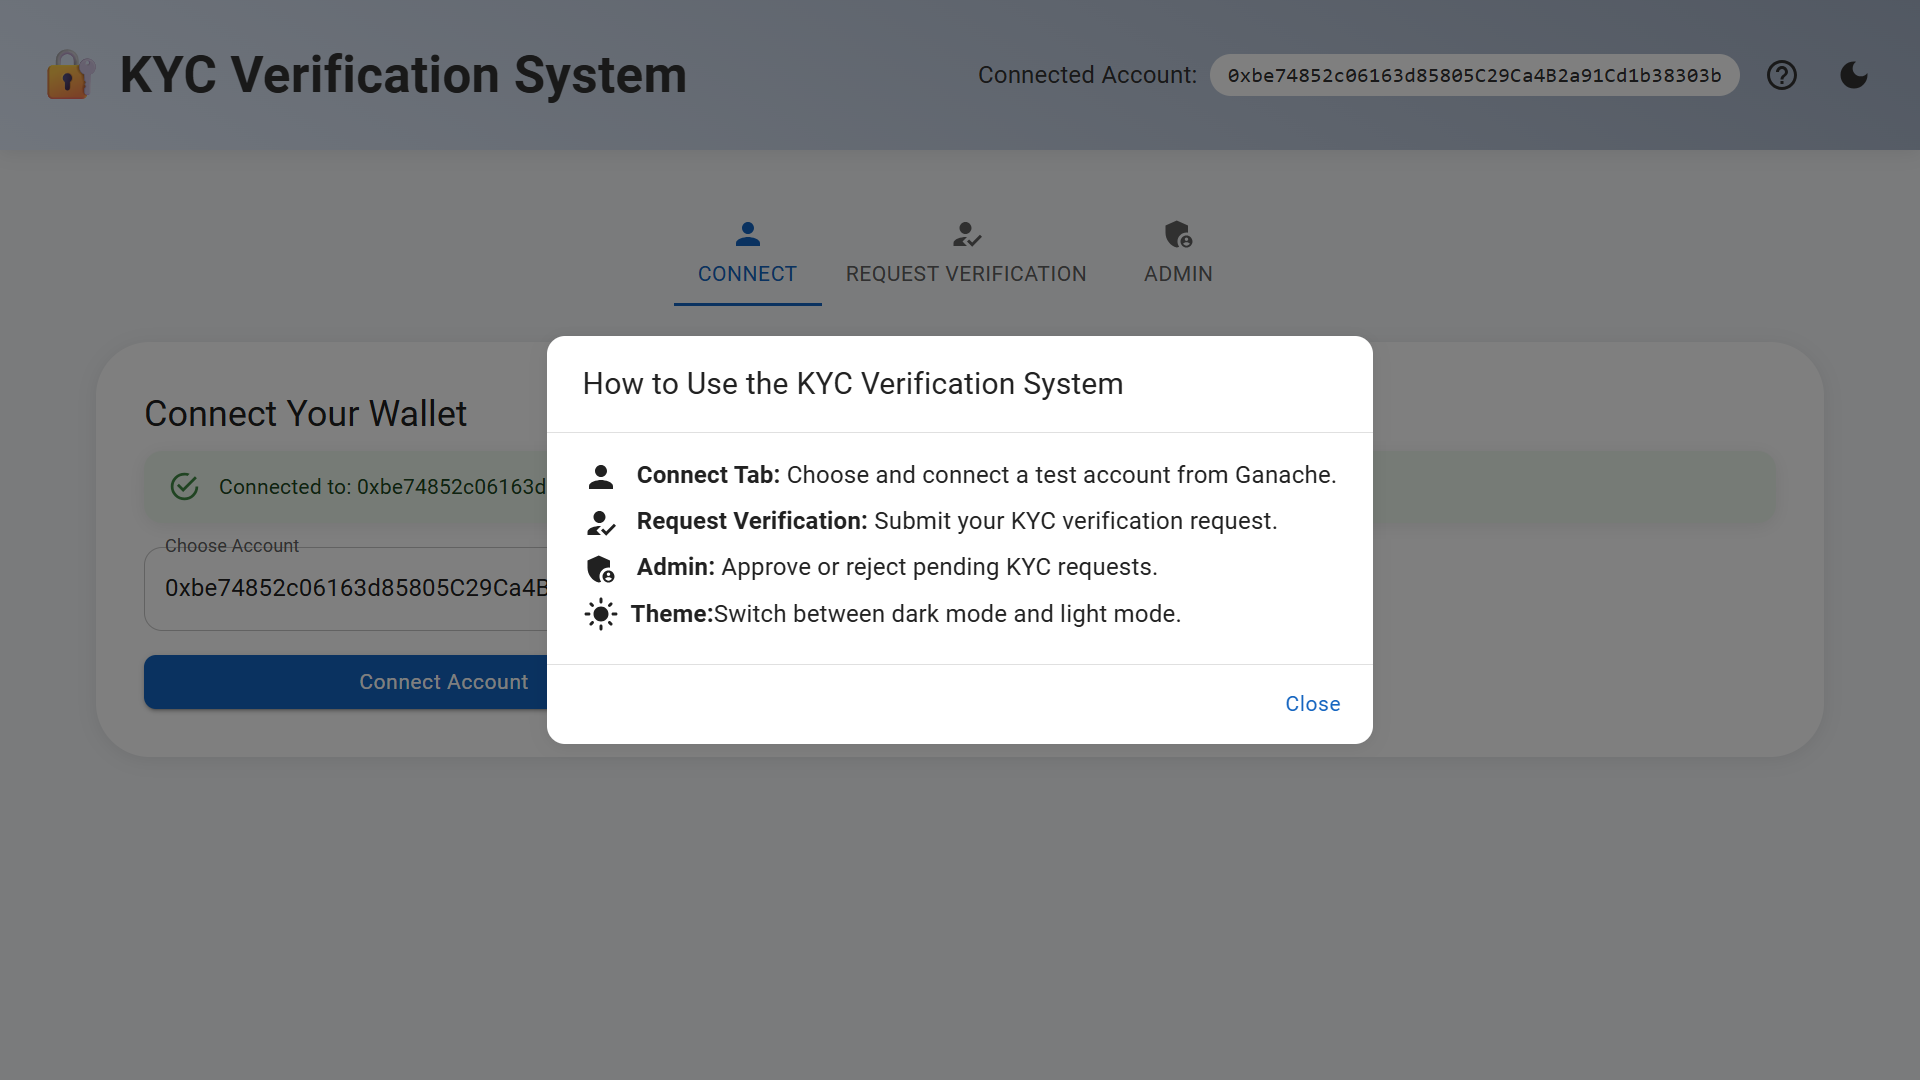 KYC Verification System
Connected Account: 0xbe74852c06163d85805C29Ca4B2a91Cd1b38303b
CONNECT
REQUEST VERIFICATION
ADMIN
Connect Your Wallet
Connected to: 0xbe74852c06163d
Choose Account
0xbe74852c06163d85805C29Ca4B
Connect Account
How to Use the KYC Verification System
Connect Tab: Choose and connect a test account from Ganache.
Request Verification: Submit your KYC verification request.
Admin: Approve or reject pending KYC requests.
Theme:Switch between dark mode and light mode.
Close